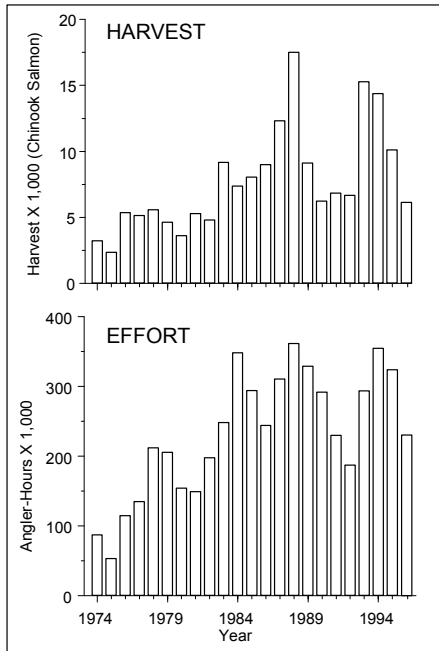 HARVEST
Harvest X 1,000 (Chinook Salmon)
20
15
10
5
0
EFFORT
Angler-Hours X 1,000
400
300
200
100
0
1974 1979 1984 1989 1994
Year